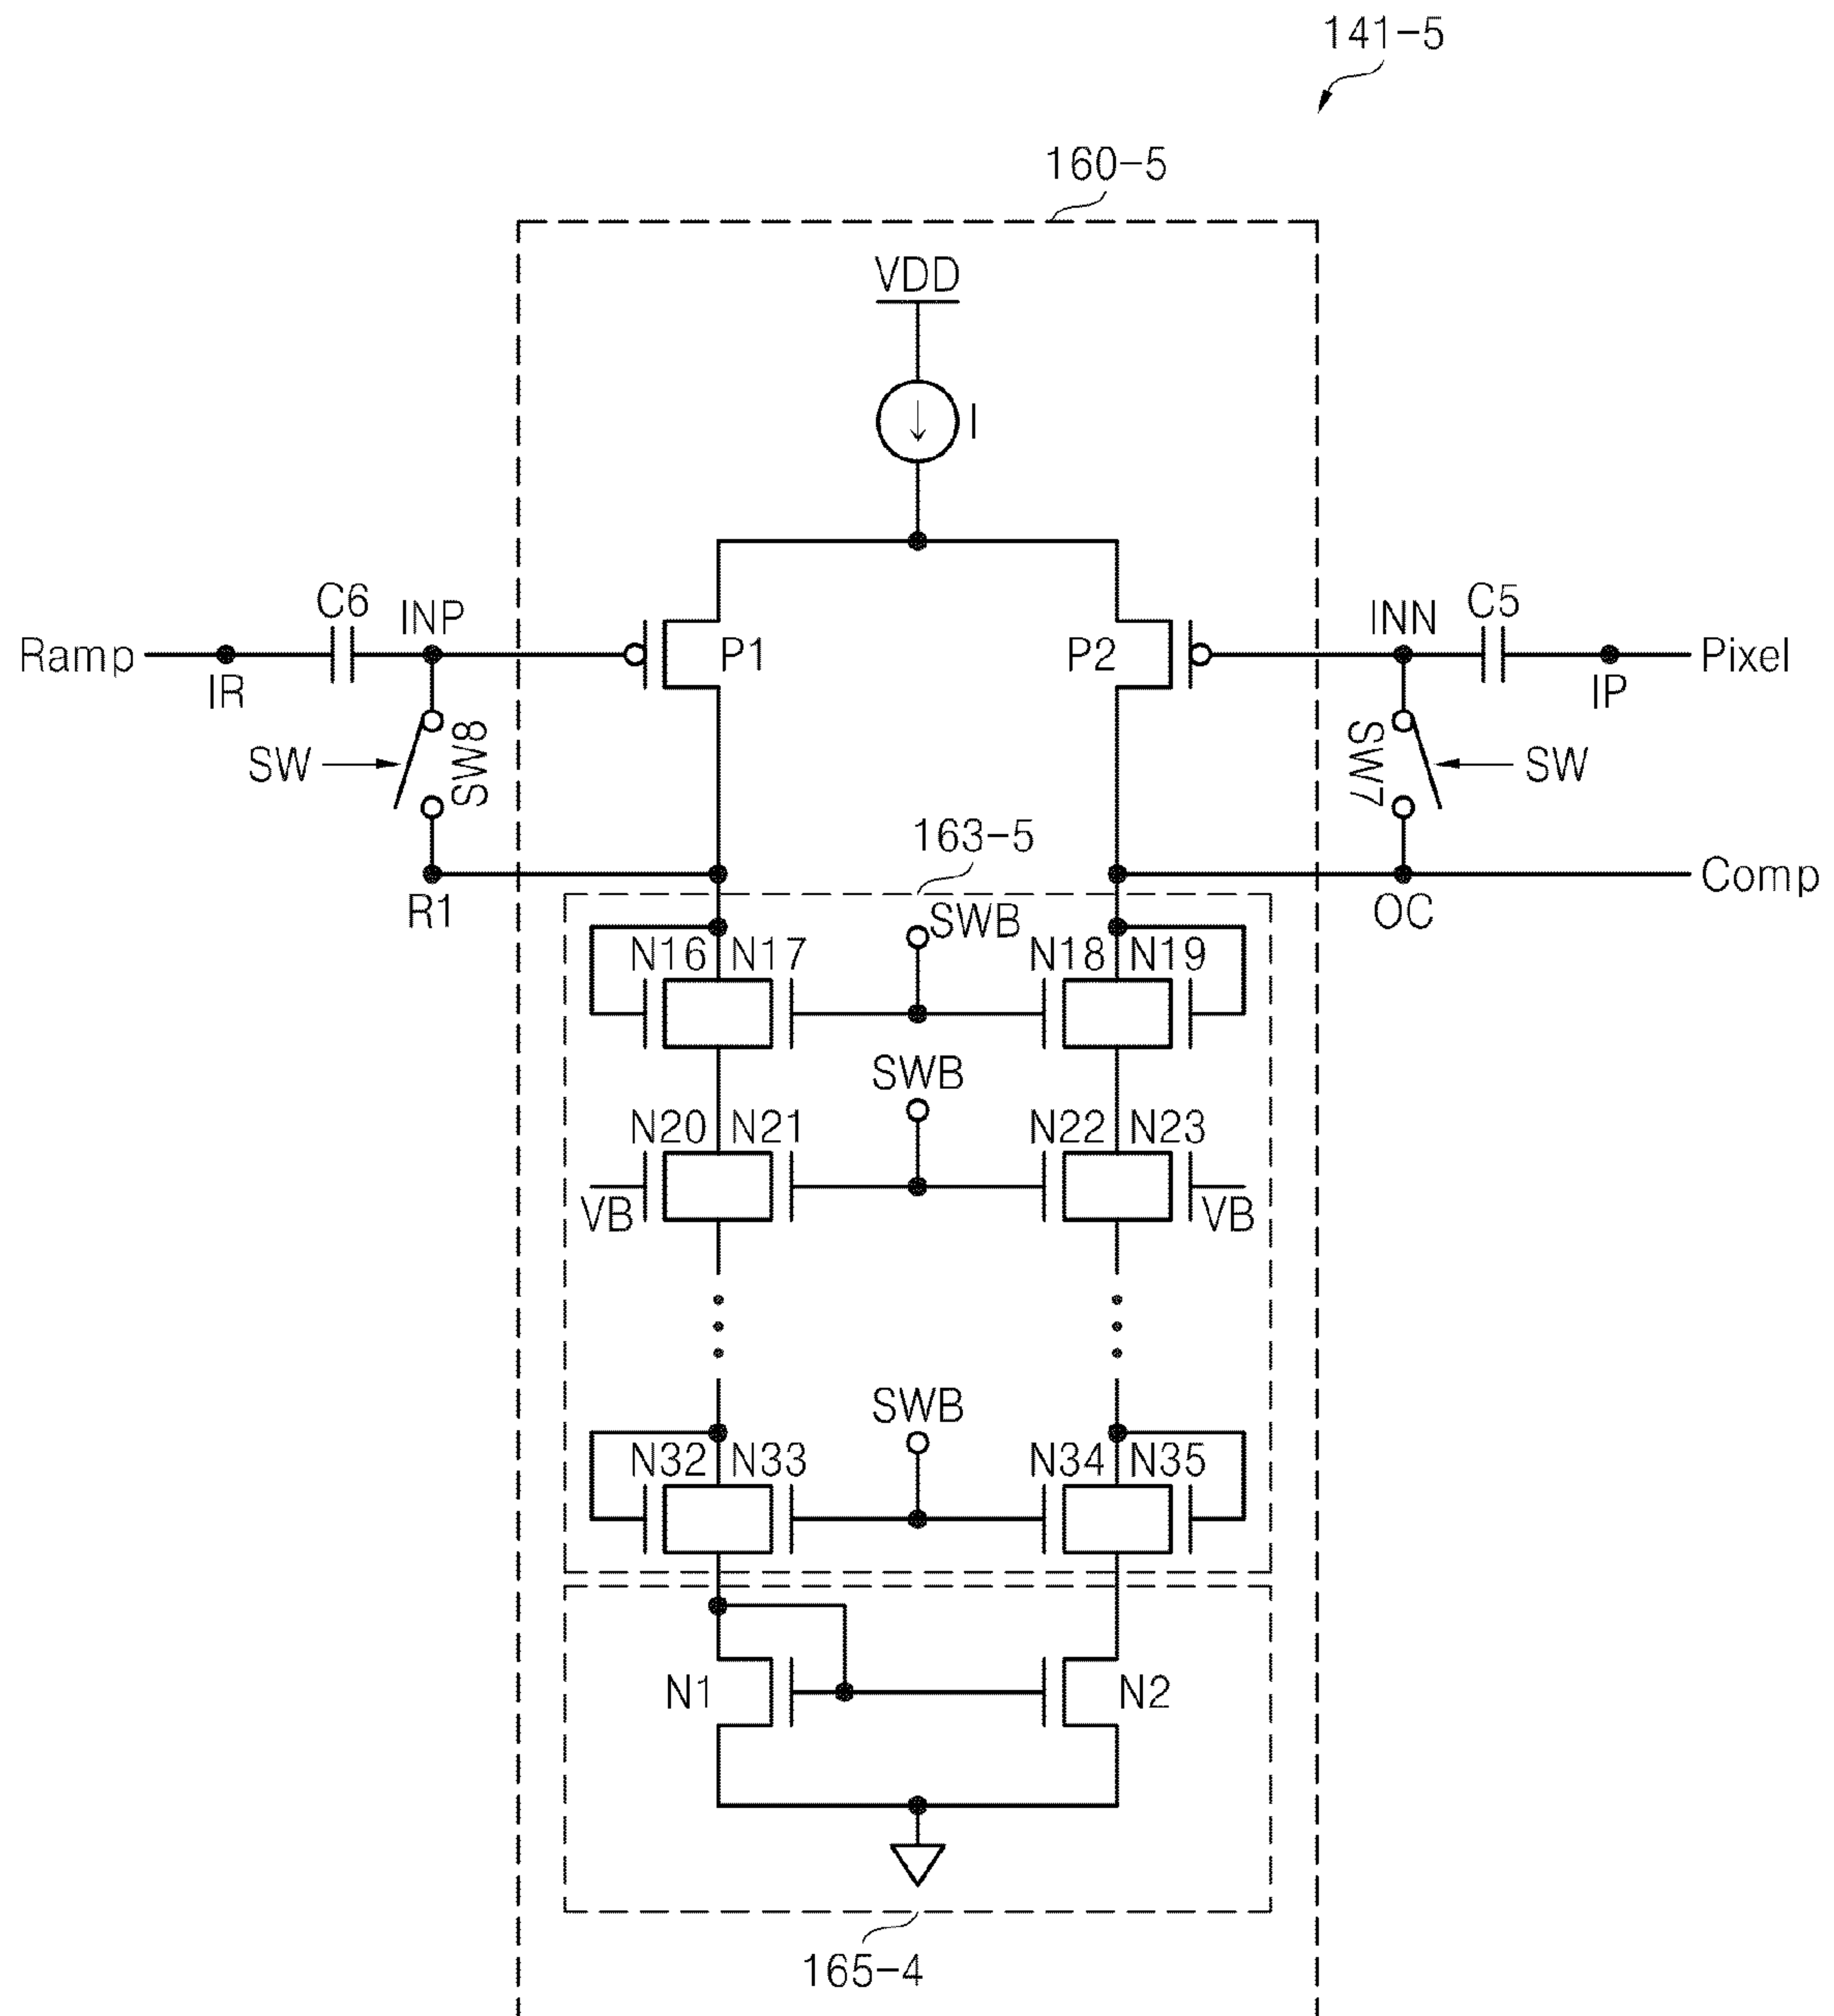 141-5
160-5
VDD
I
C6
INP
INN
C5
Ramp
P1
P2
Pixel
IR
IP
SW
SW8
SW7
SW
163-5
Comp
R1
OC
SWB
N16
N17
N18
N19
SWB
N20
N21
N22
N23
VB
VB
SWB
N32
N33
N34
N35
N1
N2
165-4